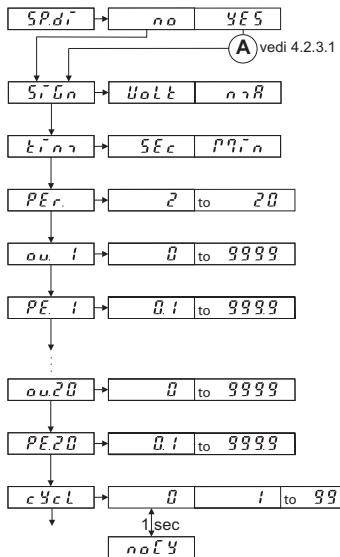 SP.di no YES
A vedi 4.2.3.1
SiGn VoLt mA
tim SEc Min
PEr. 2 to 20
ou. 1 0 to 9999
PE. 1 0.1 to 999.9
ou.20 0 to 9999
PE.20 0.1 to 999.9
cYcL 0 1 to 99
1 sec
noCY